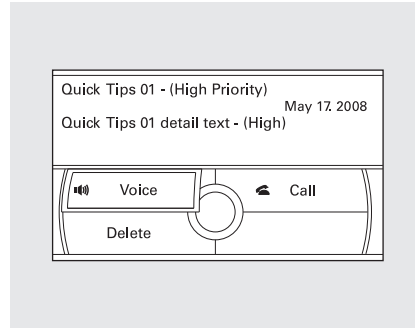 Quick Tips 01 - (High Priority)
May 17. 2008
Quick Tips 01 detail text - (High)
Voice
Call
Delete